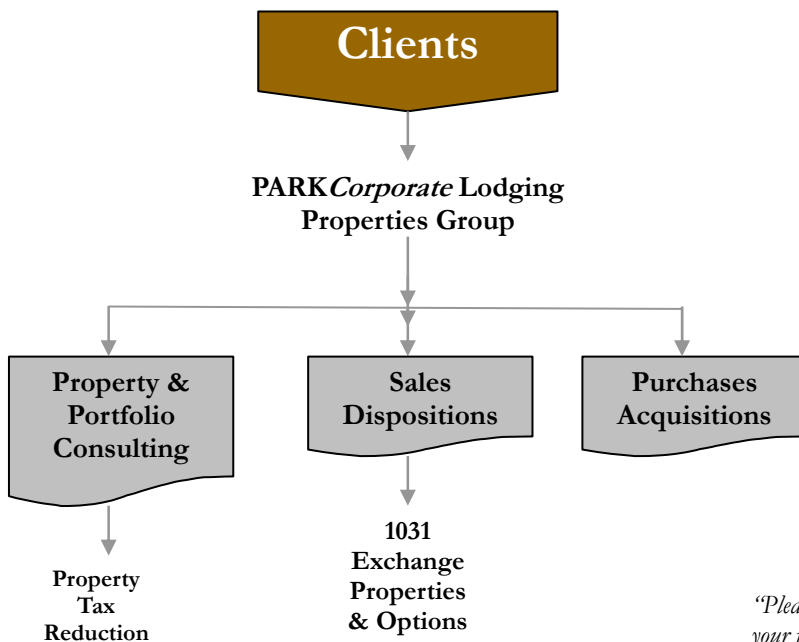 Clients
PARKCorporate Lodging
Properties Group
Property &
Portfolio
Consulting
Sales
Dispositions
Purchases
Acquisitions
Property
Tax
Reduction
1031
Exchange
Properties
& Options
your